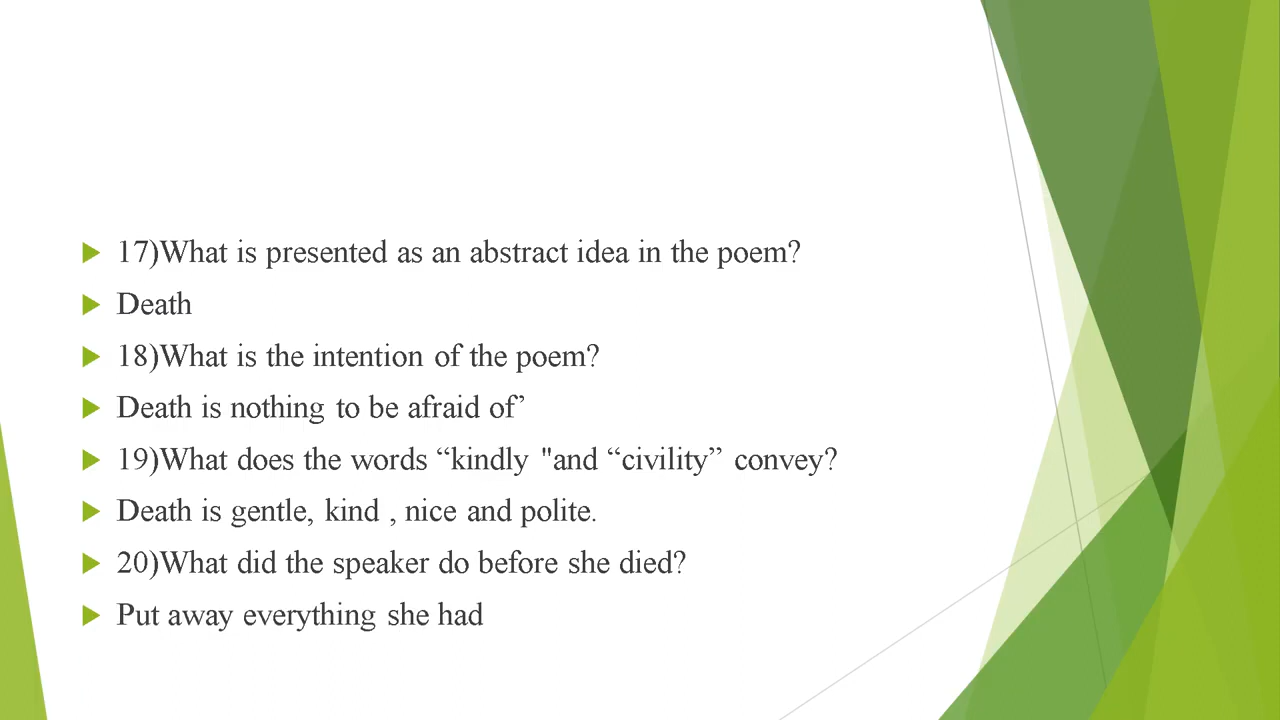 17)What is presented as an abstract idea in the poem?
Death
18)What is the intention of the poem?
Death is nothing to be afraid of’
19)What does the words “kindly "and “civility” convey?
Death is gentle, kind , nice and polite.
20)What did the speaker do before she died?
Put away everything she had